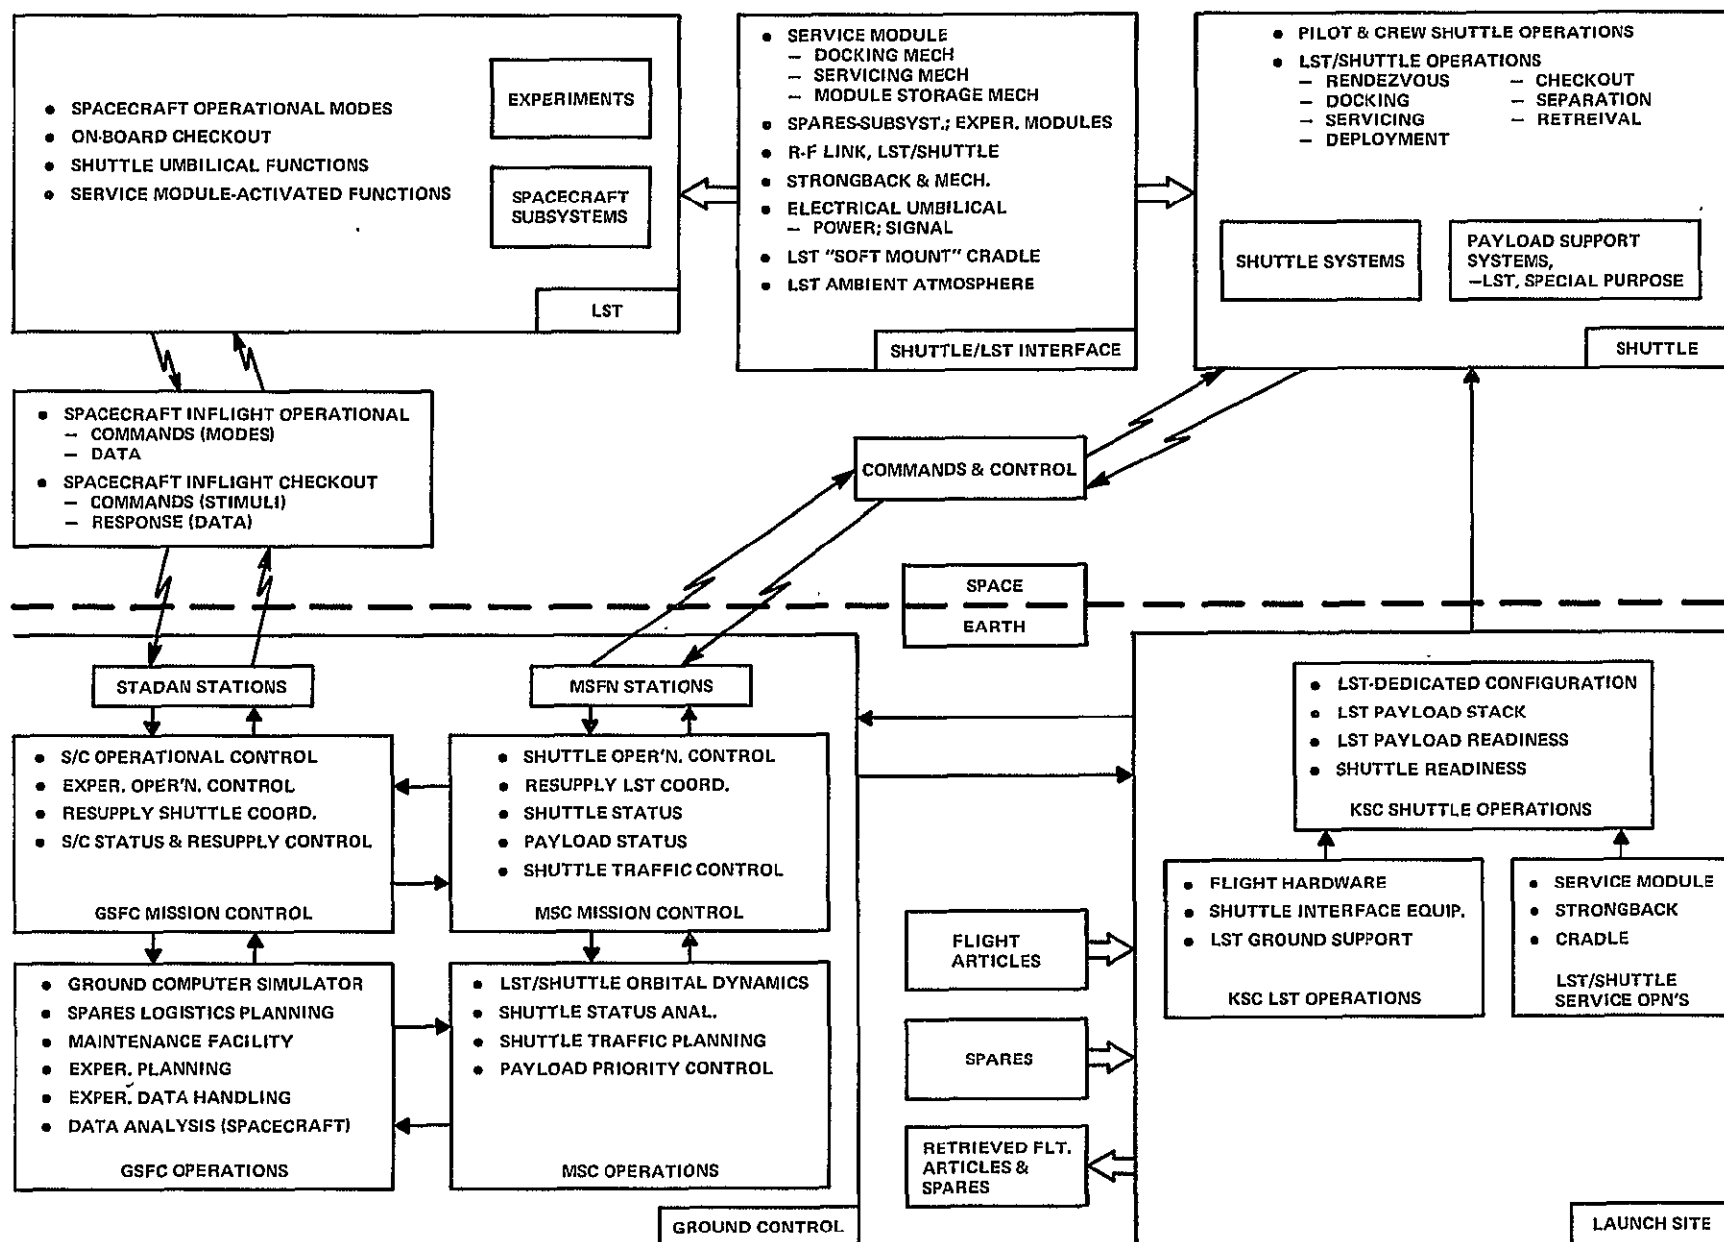 • SPACECRAFT OPERATIONAL MODES
• ON-BOARD CHECKOUT
• SHUTTLE UMBILICAL FUNCTIONS
• SERVICE MODULE-ACTIVATED FUNCTIONS
EXPERIMENTS
SPACECRAFT
SUBSYSTEMS
LST
• SERVICE MODULE
– DOCKING MECH
– SERVICING MECH
– MODULE STORAGE MECH
• SPARES-SUBSYST.; EXPER. MODULES
• R-F LINK, LST/SHUTTLE
• STRONGBACK & MECH.
• ELECTRICAL UMBILICAL
– POWER; SIGNAL
• LST "SOFT MOUNT" CRADLE
• LST AMBIENT ATMOSPHERE
SHUTTLE/LST INTERFACE
• PILOT & CREW SHUTTLE OPERATIONS
• LST/SHUTTLE OPERATIONS
– RENDEZVOUS – CHECKOUT
– DOCKING – SEPARATION
– SERVICING – RETREIVAL
– DEPLOYMENT
SHUTTLE SYSTEMS
PAYLOAD SUPPORT
SYSTEMS,
–LST, SPECIAL PURPOSE
SHUTTLE
• SPACECRAFT INFLIGHT OPERATIONAL
– COMMANDS (MODES)
– DATA
• SPACECRAFT INFLIGHT CHECKOUT
– COMMANDS (STIMULI)
– RESPONSE (DATA)
COMMANDS & CONTROL
SPACE
EARTH
STADAN STATIONS
MSFN STATIONS
• S/C OPERATIONAL CONTROL
• EXPER. OPER'N. CONTROL
• RESUPPLY SHUTTLE COORD.
• S/C STATUS & RESUPPLY CONTROL
GSFC MISSION CONTROL
• SHUTTLE OPER'N. CONTROL
• RESUPPLY LST COORD.
• SHUTTLE STATUS
• PAYLOAD STATUS
• SHUTTLE TRAFFIC CONTROL
MSC MISSION CONTROL
• GROUND COMPUTER SIMULATOR
• SPARES LOGISTICS PLANNING
• MAINTENANCE FACILITY
• EXPER. PLANNING
• EXPER. DATA HANDLING
• DATA ANALYSIS (SPACECRAFT)
GSFC OPERATIONS
• LST/SHUTTLE ORBITAL DYNAMICS
• SHUTTLE STATUS ANAL.
• SHUTTLE TRAFFIC PLANNING
• PAYLOAD PRIORITY CONTROL
MSC OPERATIONS
GROUND CONTROL
FLIGHT
ARTICLES
SPARES
RETRIEVED FLT.
ARTICLES &
SPARES
• LST-DEDICATED CONFIGURATION
• LST PAYLOAD STACK
• LST PAYLOAD READINESS
• SHUTTLE READINESS
KSC SHUTTLE OPERATIONS
• FLIGHT HARDWARE
• SHUTTLE INTERFACE EQUIP.
• LST GROUND SUPPORT
KSC LST OPERATIONS
• SERVICE MODULE
• STRONGBACK
• CRADLE
LST/SHUTTLE
SERVICE OPN'S
LAUNCH SITE